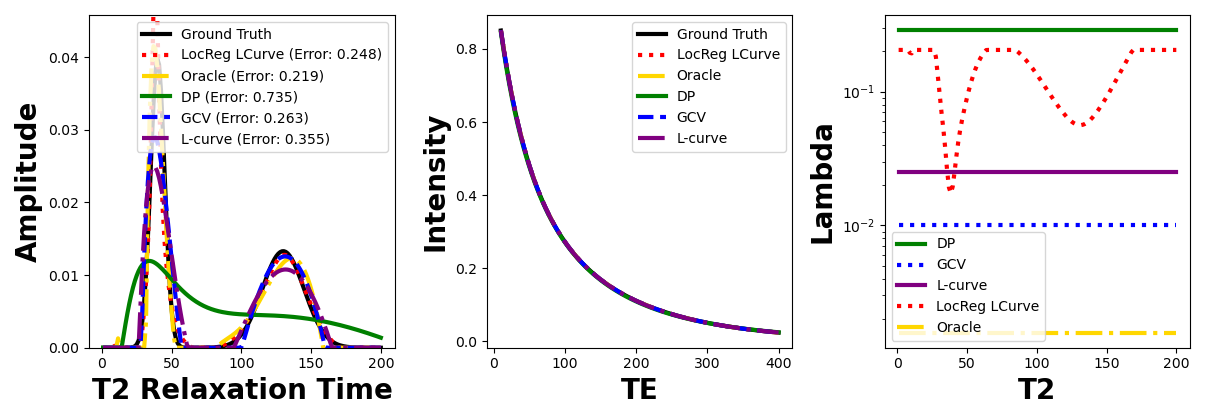 Amplitude
0.04
0.03
0.02
0.01
0.00
0
50
100
150
200
T2 Relaxation Time
Ground Truth
LocReg LCurve (Error: 0.248)
Oracle (Error: 0.219)
DP (Error: 0.735)
GCV (Error: 0.263)
L-curve (Error: 0.355)
Intensity
0.8
0.6
0.4
0.2
0.0
0
100
200
300
400
TE
Ground Truth
LocReg LCurve
Oracle
DP
GCV
L-curve
Lambda
10⁻¹
10⁻²
0
50
100
150
200
T2
DP
GCV
L-curve
LocReg LCurve
Oracle